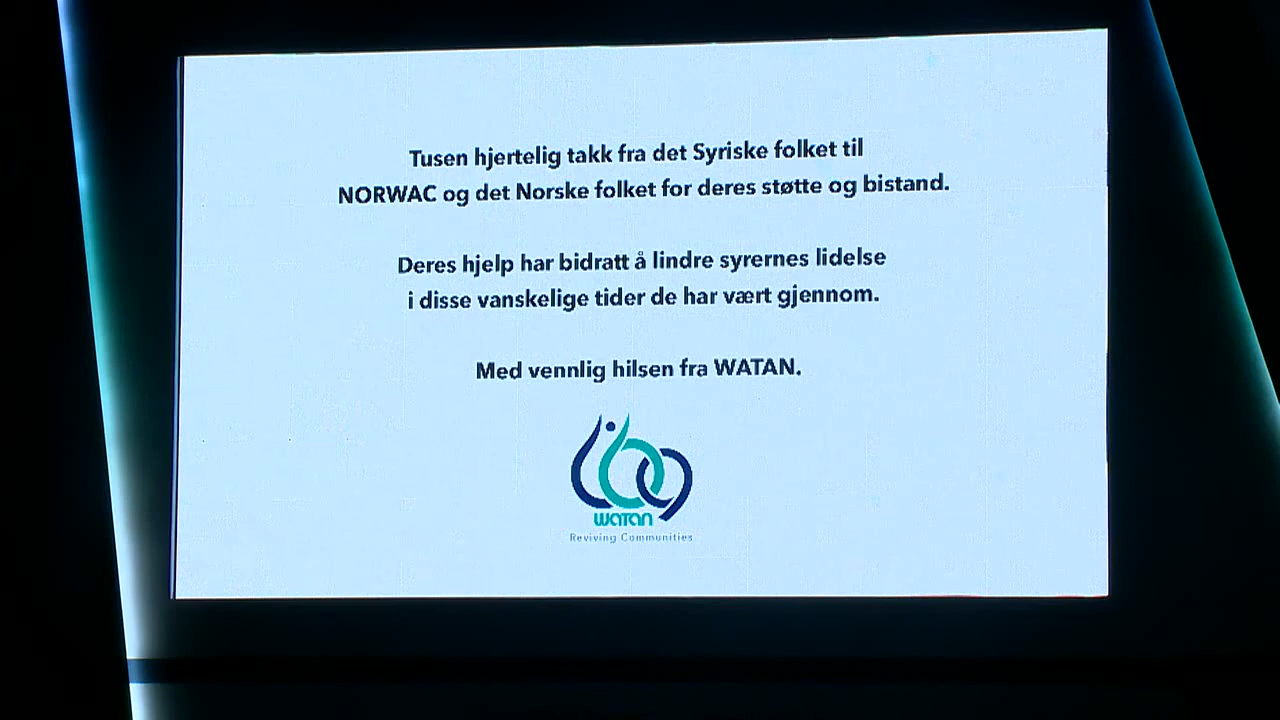 Tusen hjertelig takk fra det Syriske folket til
NORWAC og det Norske folket for deres støtte og bistand.
Deres hjelp har bidratt å lindre syrernes lidelse
i disse vanskelige tider de har vært gjennom.
Med vennlig hilsen fra WATAN.
watan
Reviving Communities